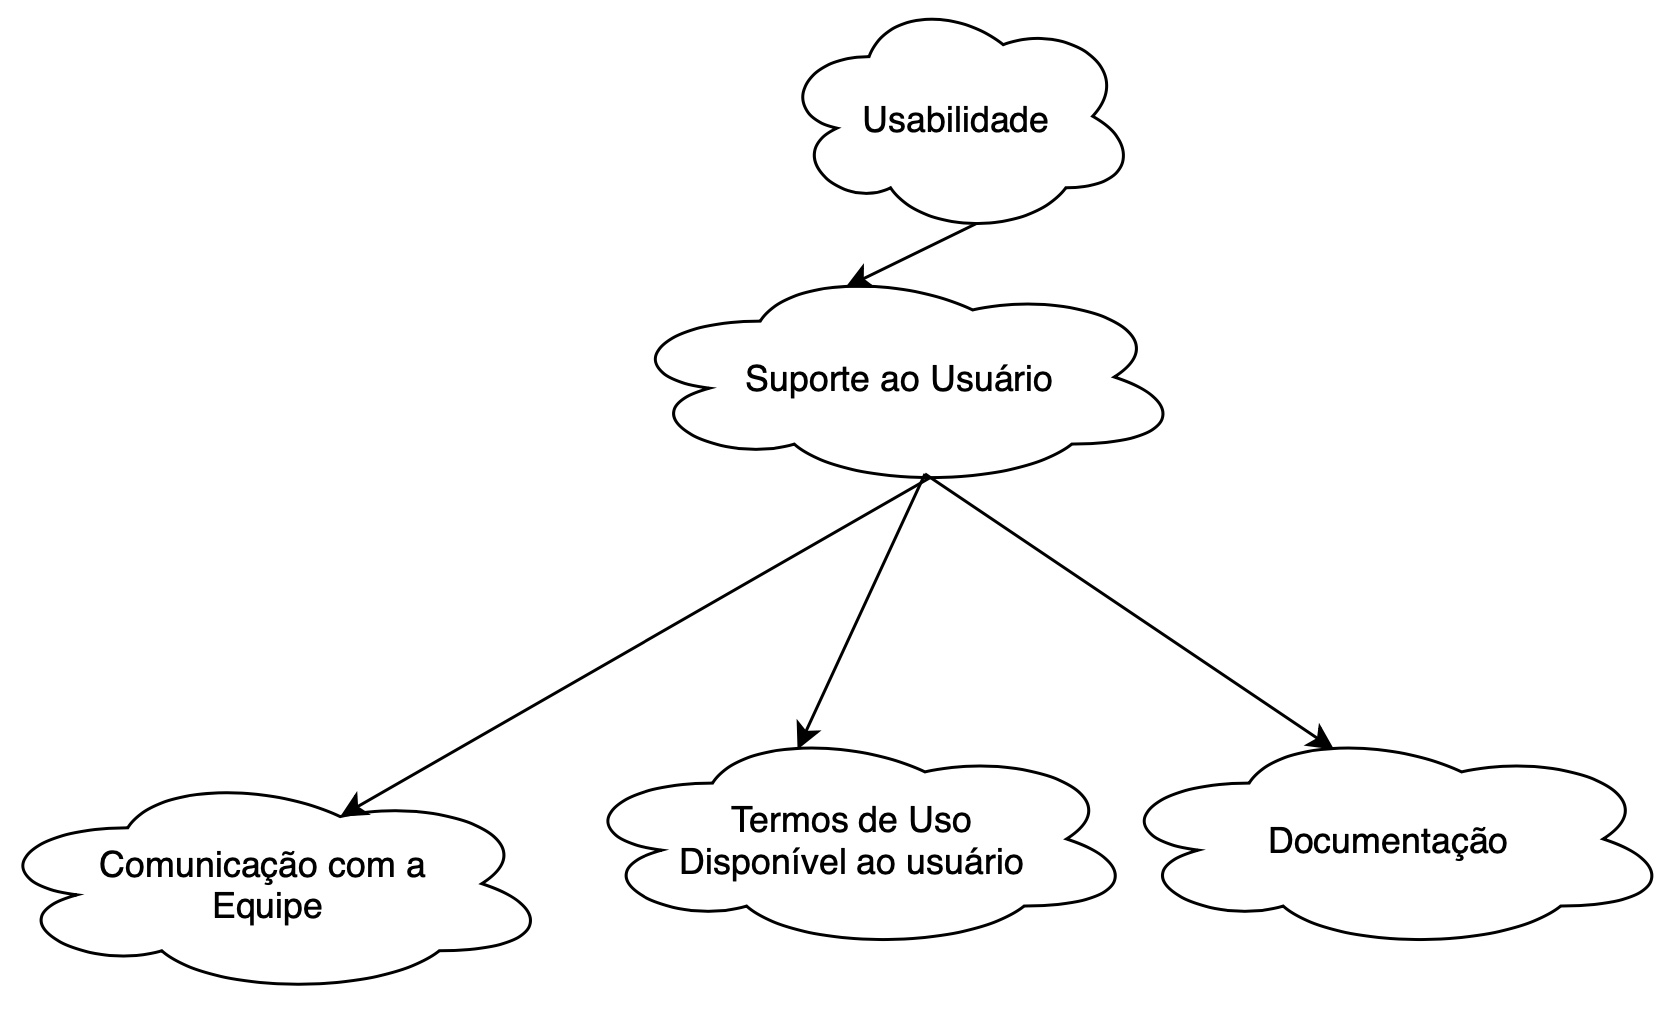 Usabilidade
Suporte ao Usuário
Comunicação com a
Equipe
Termos de Uso
Disponível ao usuário
Documentação